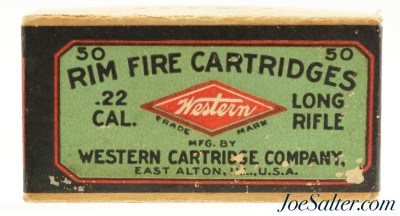 50 50
RIM FIRE CARTRIDGES
.22 LONG
Western
CAL. RIFLE
TRADE MARK
MFG. BY
WESTERN CARTRIDGE COMPANY,
EAST ALTON, U.S.A.
JoeSalter.com